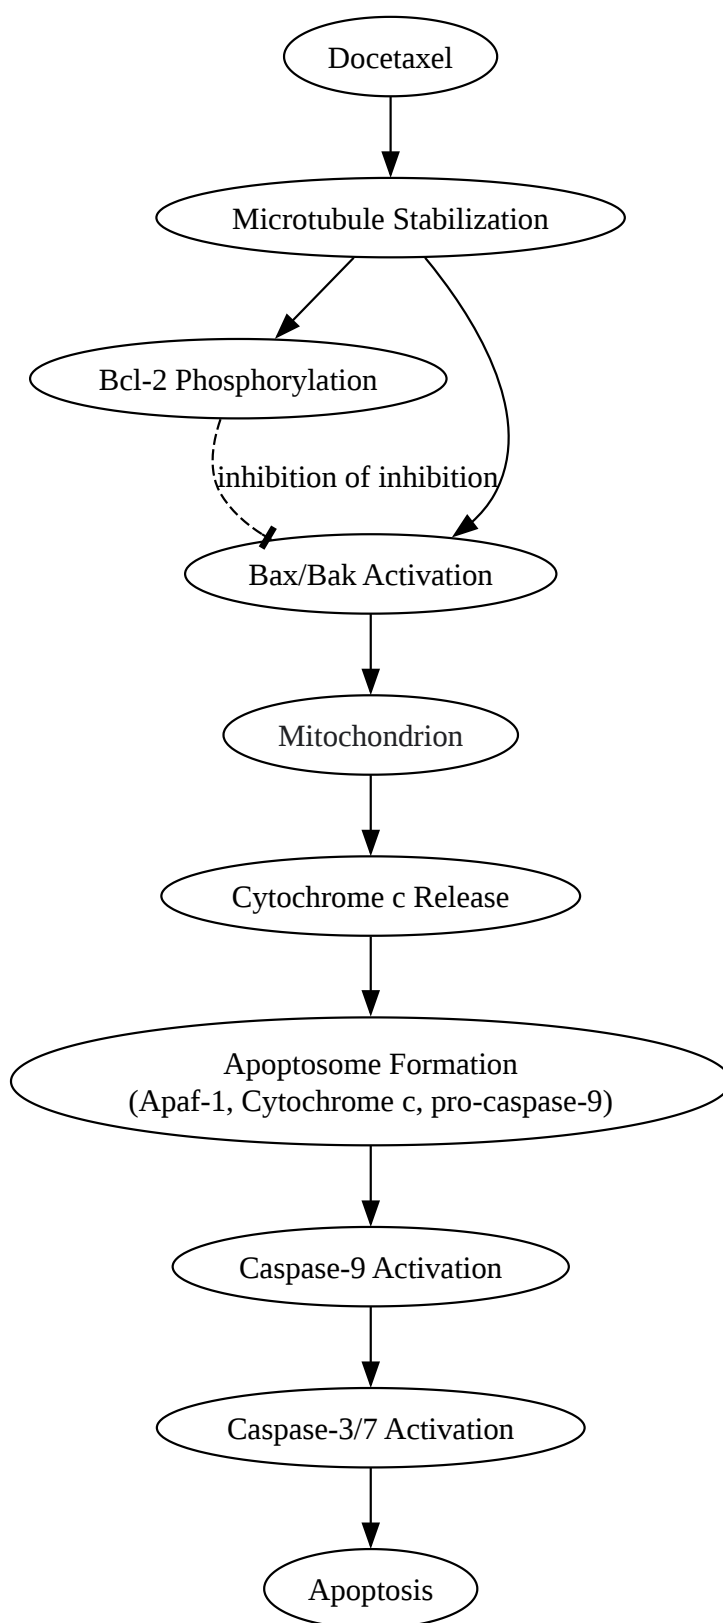 Docetaxel
Microtubule Stabilization
Bcl-2 Phosphorylation
inhibition of inhibition
Bax/Bak Activation
Mitochondrion
Cytochrome c Release
Apoptosome Formation
(Apaf-1, Cytochrome c, pro-caspase-9)
Caspase-9 Activation
Caspase-3/7 Activation
Apoptosis